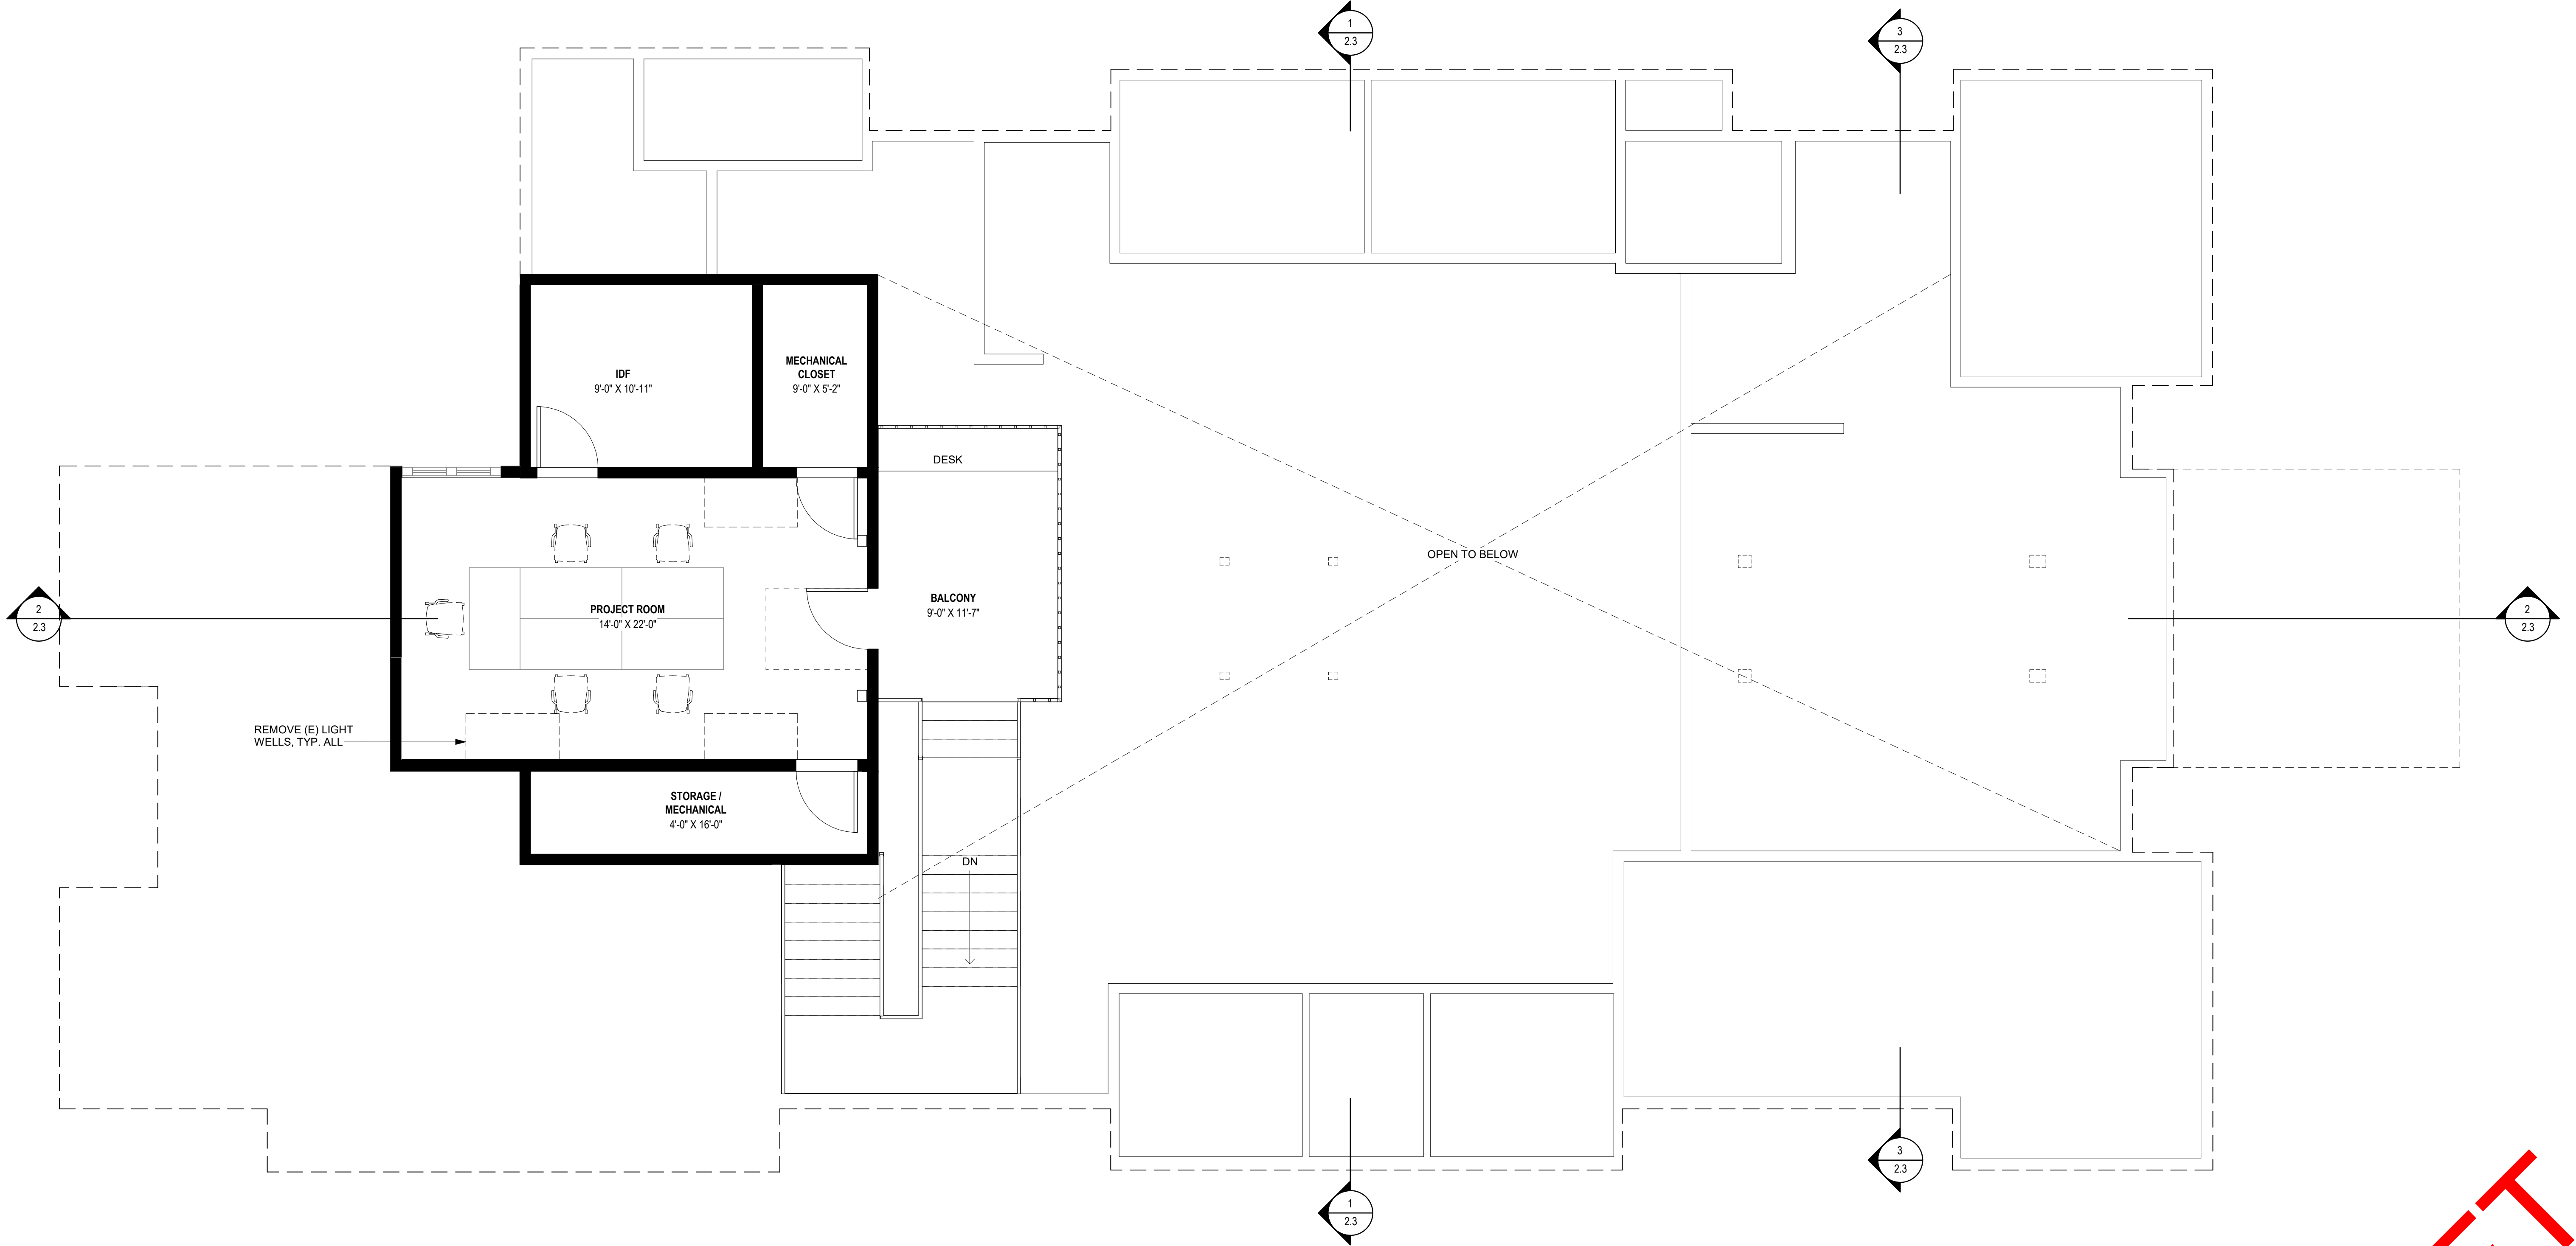 1
2.3
3
2.3
MECHANICAL
CLOSET
9'-0" X 5'-2"
IDF
9'-0" X 10'-11"
DESK
OPEN TO BELOW
BALCONY
9'-0" X 11'-7"
PROJECT ROOM
14'-0" X 22'-0"
2
2.3
2
2.3
REMOVE (E) LIGHT
WELLS, TYP. ALL
STORAGE /
MECHANICAL
4'-0" X 16'-0"
DN
3
2.3
1
2.3